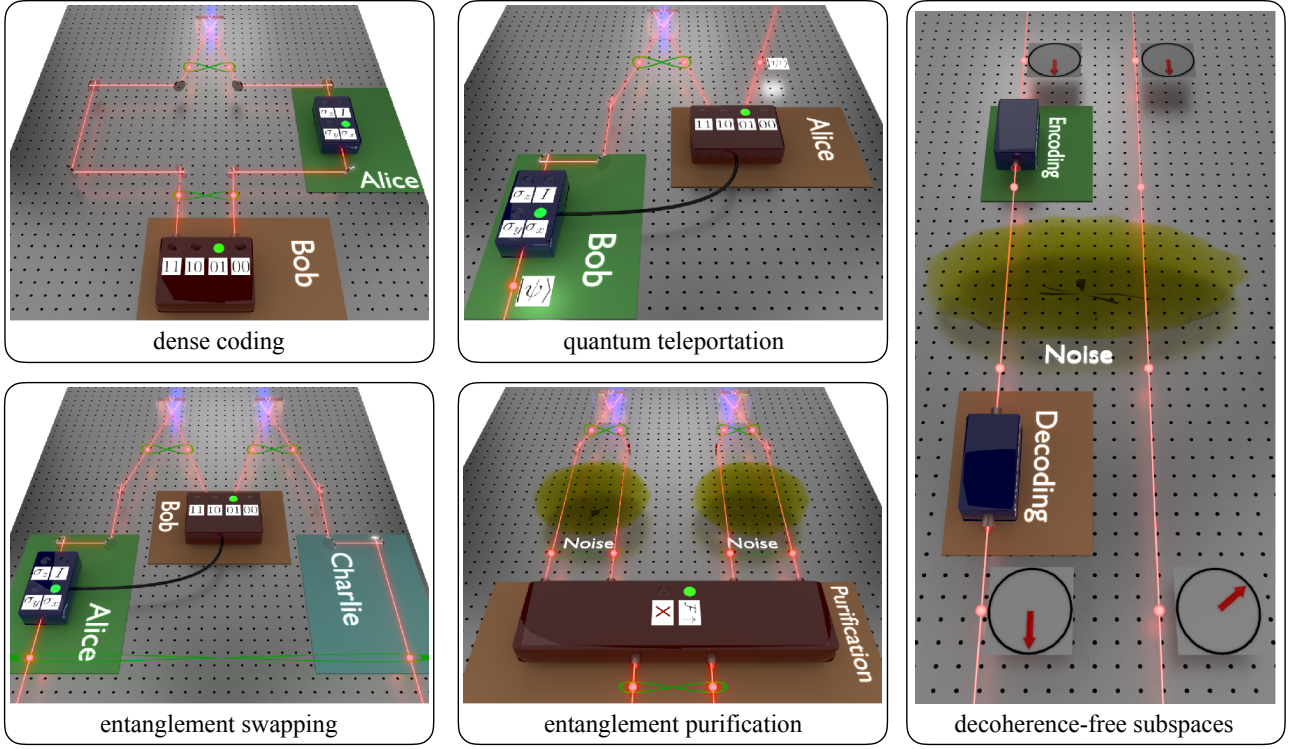 σz I
σy σx
Alice
11 10 01 00
Bob
dense coding
|ψ⟩
11 10 01 00
Alice
σz I
σy σx
Bob
|ψ⟩
quantum teleportation
Encoding
Noise
Decoding
decoherence-free subspaces
Bob
11 10 01 00
σz I
σy σx
Alice
Charlie
entanglement swapping
Noise
Noise
X F↑
Purification
entanglement purification